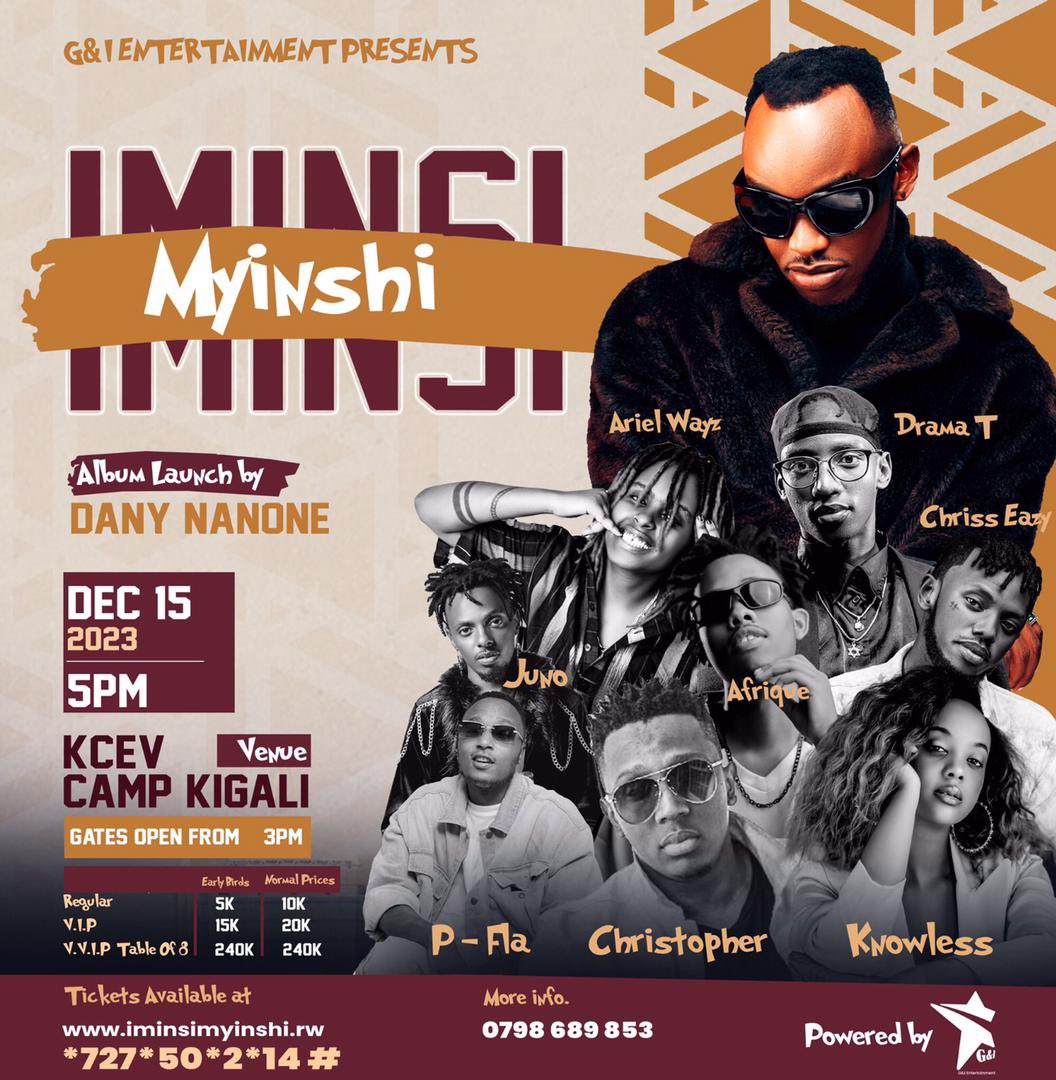 G&I ENTERTAINMENT PRESENTS
IMINSI
Myinshi
IMINSI
Album Launch by
DANY NANONE
DEC 15
2023
5PM
KCEV Venue
CAMP KIGALI
GATES OPEN FROM 3PM
Early Birds Normal Prices
Regular 5K 10K
V.I.P 15K 20K
V.V.I.P Table Of 8 240K 240K
Ariel Wayz
Drama T
Chriss Eazy
Juno
Afrique
P - Fla
Christopher
Knowless
Tickets Available at
www.iminsimyinshi.rw
*727*50*2*14 #
More info.
0798 689 853
Powered by
G&I
G&I Entertainment